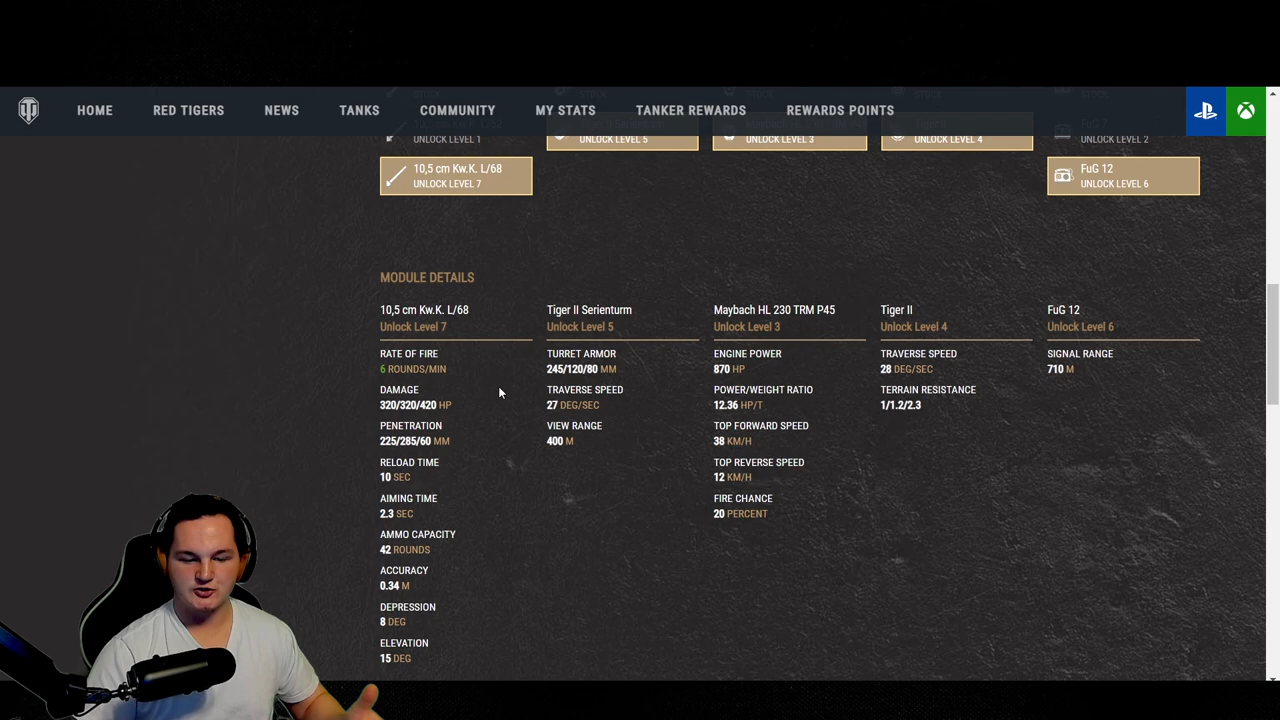 HOME RED TIGERS NEWS TANKS COMMUNITY MY STATS TANKER REWARDS REWARDS POINTS
UNLOCK LEVEL 1 UNLOCK LEVEL 5 UNLOCK LEVEL 3 UNLOCK LEVEL 4 UNLOCK LEVEL 2
10,5 cm Kw.K. L/68 FuG 12
UNLOCK LEVEL 7 UNLOCK LEVEL 6
MODULE DETAILS
10,5 cm Kw.K. L/68 Tiger II Serienturm Maybach HL 230 TRM P45 Tiger II FuG 12
Unlock Level 7 Unlock Level 5 Unlock Level 3 Unlock Level 4 Unlock Level 6
RATE OF FIRE TURRET ARMOR ENGINE POWER TRAVERSE SPEED SIGNAL RANGE
6 ROUNDS/MIN 245/120/80 MM 870 HP 28 DEG/SEC 710 M
DAMAGE TRAVERSE SPEED POWER/WEIGHT RATIO TERRAIN RESISTANCE
320/320/420 HP 27 DEG/SEC 12.36 HP/T 1/1.2/2.3
PENETRATION VIEW RANGE TOP FORWARD SPEED
225/285/60 MM 400 M 38 KM/H
RELOAD TIME TOP REVERSE SPEED
10 SEC 12 KM/H
AIMING TIME FIRE CHANCE
2.3 SEC 20 PERCENT
AMMO CAPACITY
42 ROUNDS
ACCURACY
0.34 M
DEPRESSION
8 DEG
ELEVATION
15 DEG